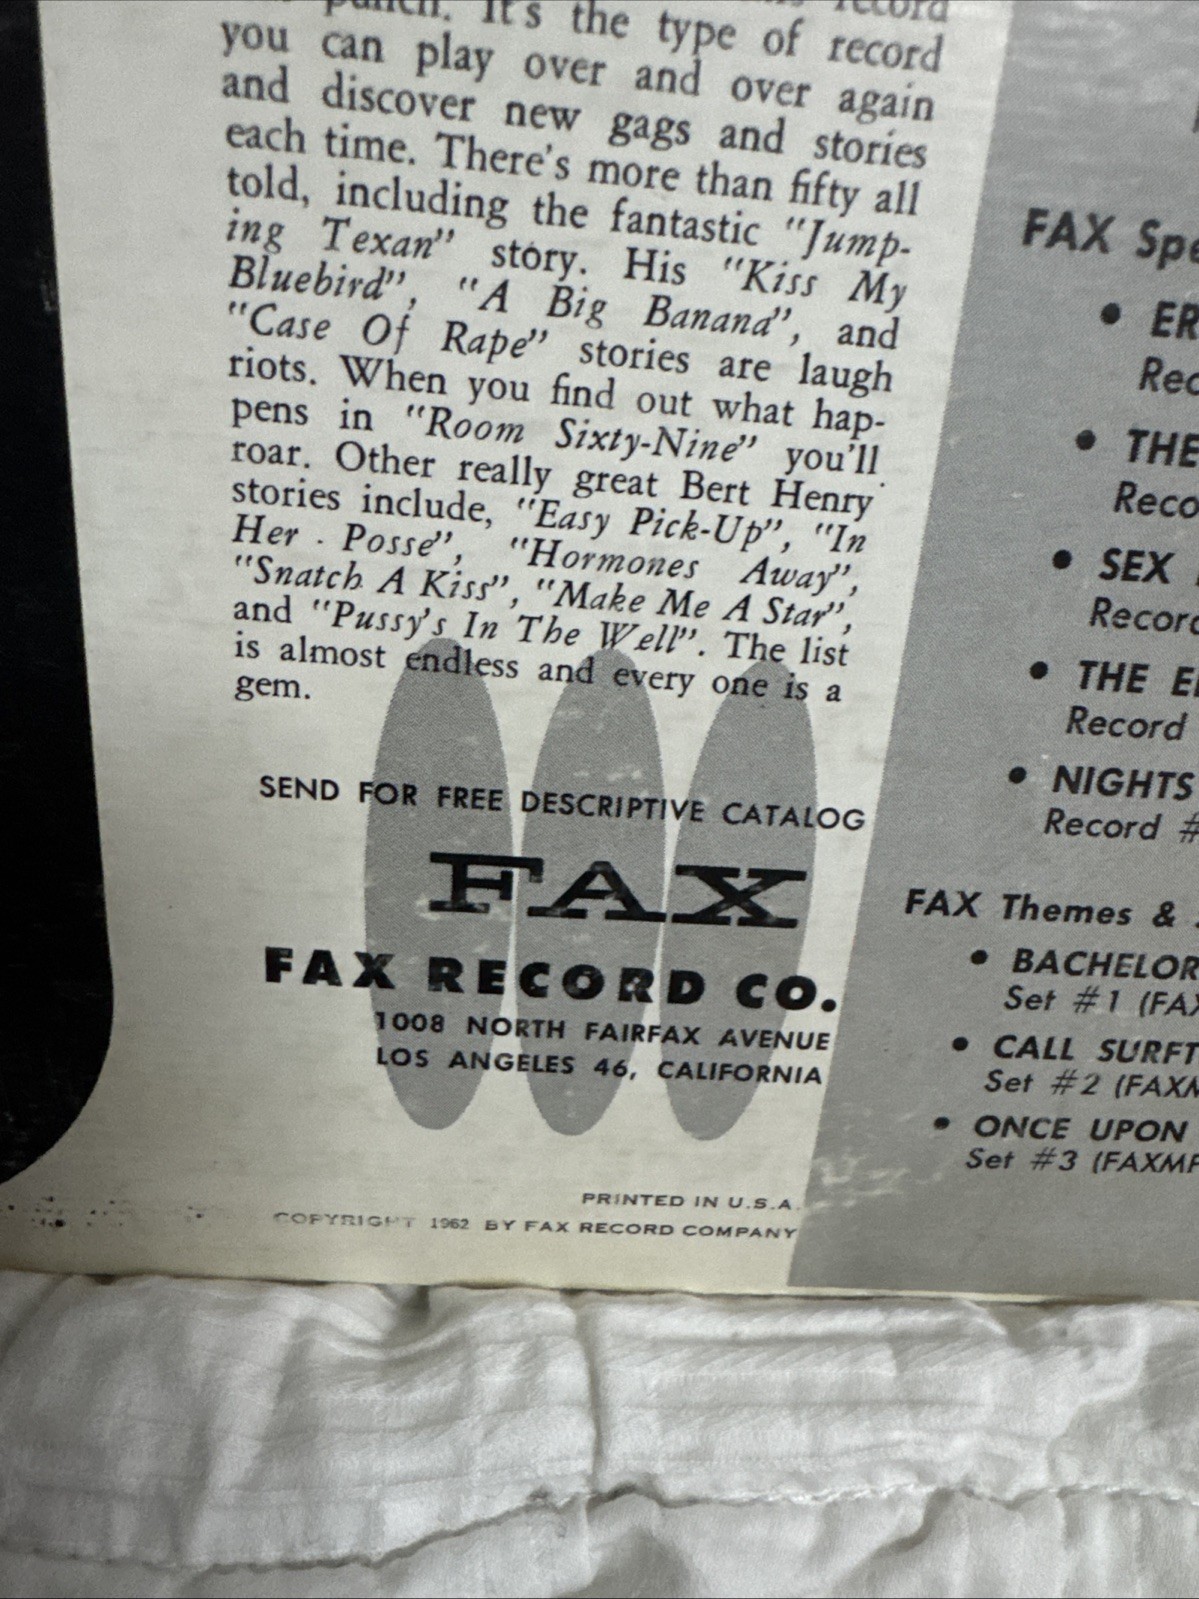 punch. It's the type of record
you can play over and over again
and discover new gags and stories
each time. There's more than fifty all
told, including the fantastic "Jump-
ing Texan" story. His "Kiss My
Bluebird", "A Big Banana", and
"Case Of Rape" stories are laugh
riots. When you find out what hap-
pens in "Room Sixty-Nine" you'll
roar. Other really great Bert Henry
stories include, "Easy Pick-Up", "In
Her Posse", "Hormones Away",
"Snatch A Kiss", "Make Me A Star",
and "Pussy's In The Well". The list
is almost endless and every one is a
gem.
SEND FOR FREE DESCRIPTIVE CATALOG
FAX
FAX RECORD CO.
1008 NORTH FAIRFAX AVENUE
LOS ANGELES 46, CALIFORNIA
PRINTED IN U.S.A.
COPYRIGHT 1962 BY FAX RECORD COMPANY
FAX Spe
• ER
Rec
• THE
Reco
• SEX
Record
• THE E
Record
• NIGHTS
Record #
FAX Themes &
• BACHELOR
Set #1 (FAX
• CALL SURFT
Set #2 (FAXM
• ONCE UPON
Set #3 (FAXMF